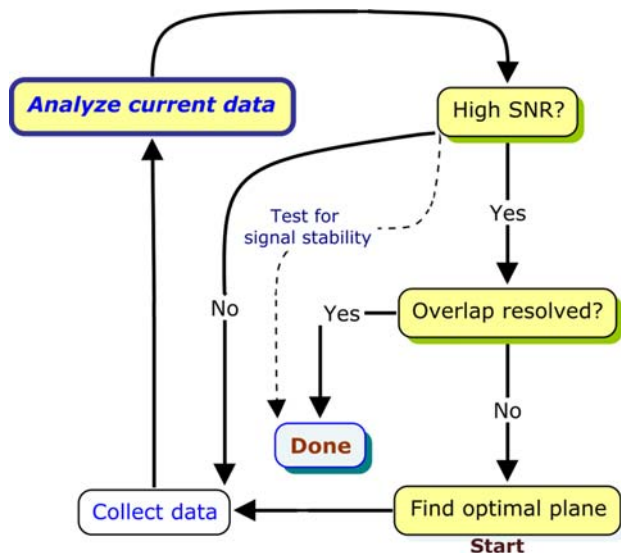 Analyze current data
High SNR?
Test for
signal stability
Yes
No
Yes
Overlap resolved?
No
Done
Collect data
Find optimal plane
Start